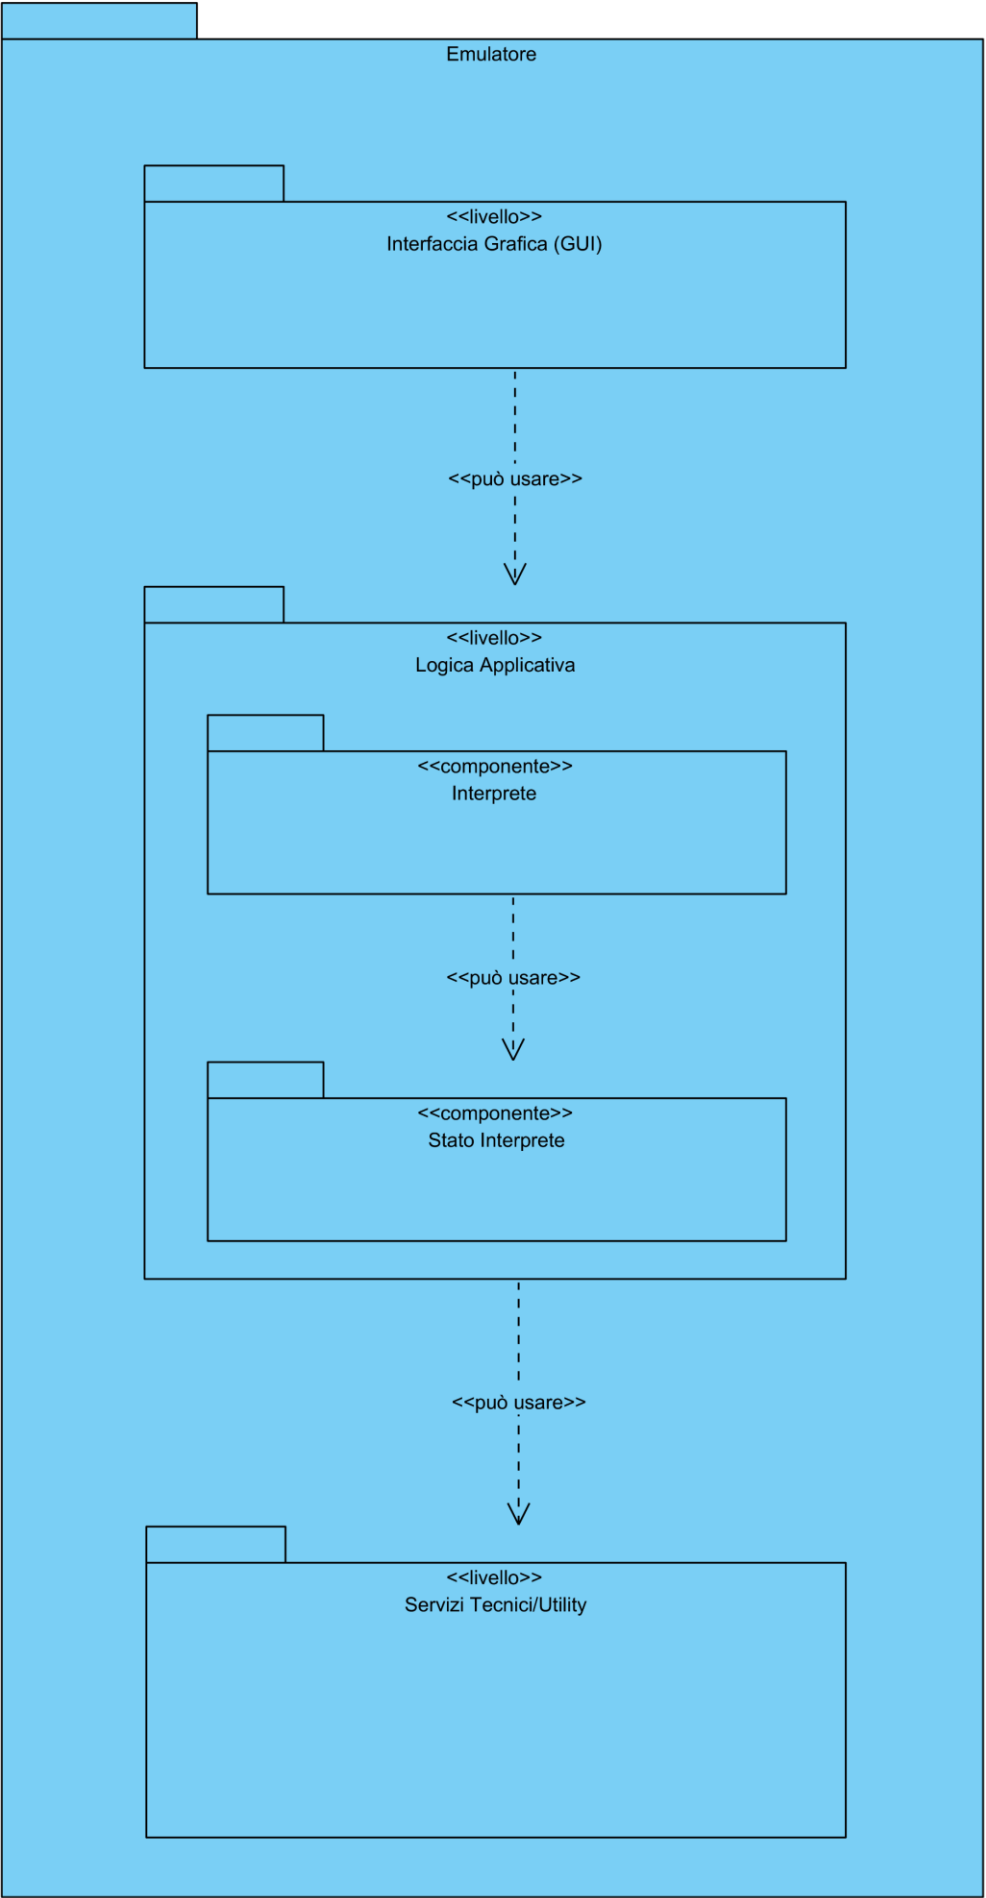 Emulatore
<<livello>>
Interfaccia Grafica (GUI)
<<può usare>>
<<livello>>
Logica Applicativa
<<componente>>
Interprete
<<può usare>>
<<componente>>
Stato Interprete
<<può usare>>
<<livello>>
Servizi Tecnici/Utility